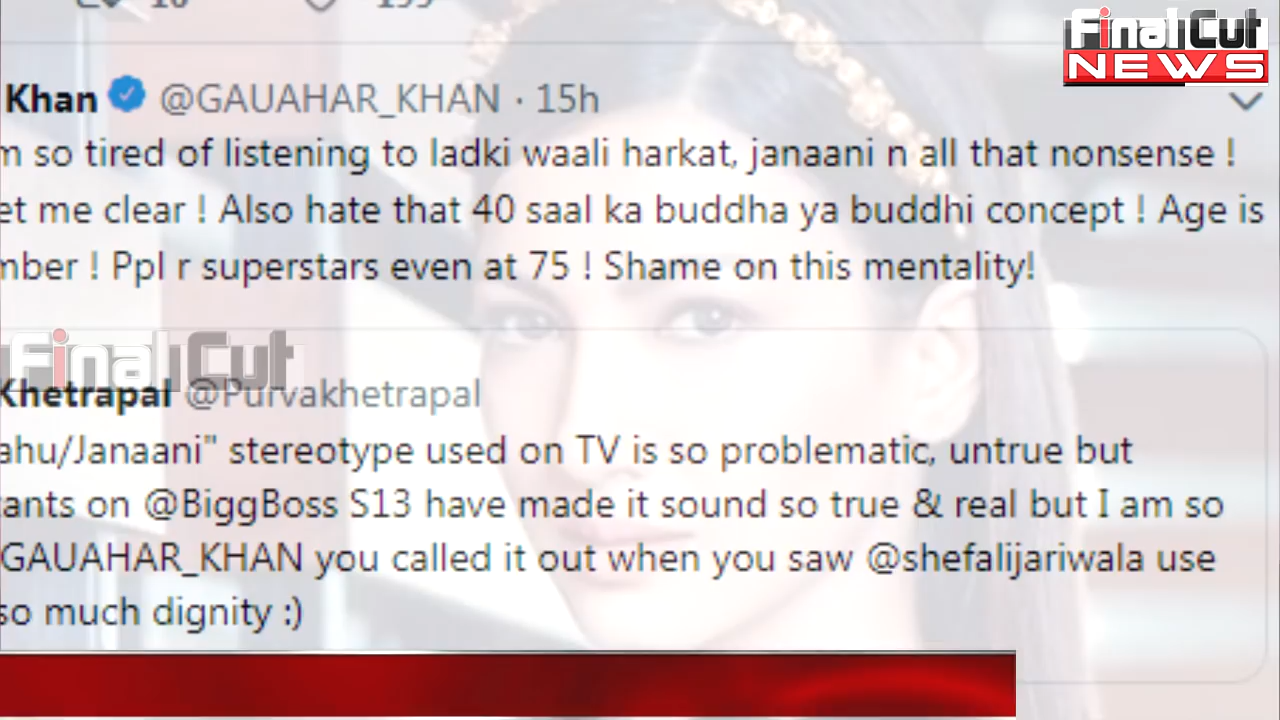 Final Cut
NEWS
Khan @GAUAHAR_KHAN · 15h
m so tired of listening to ladki waali harkat, janaani n all that nonsense !
et me clear ! Also hate that 40 saal ka buddha ya buddhi concept ! Age is
mber ! Ppl r superstars even at 75 ! Shame on this mentality!
Final Cut
Khetrapal @Purvakhetrapal
ahu/Janaani" stereotype used on TV is so problematic, untrue but
tants on @BiggBoss S13 have made it sound so true & real but I am so
GAUAHAR_KHAN you called it out when you saw @shefalijariwala use
so much dignity :)